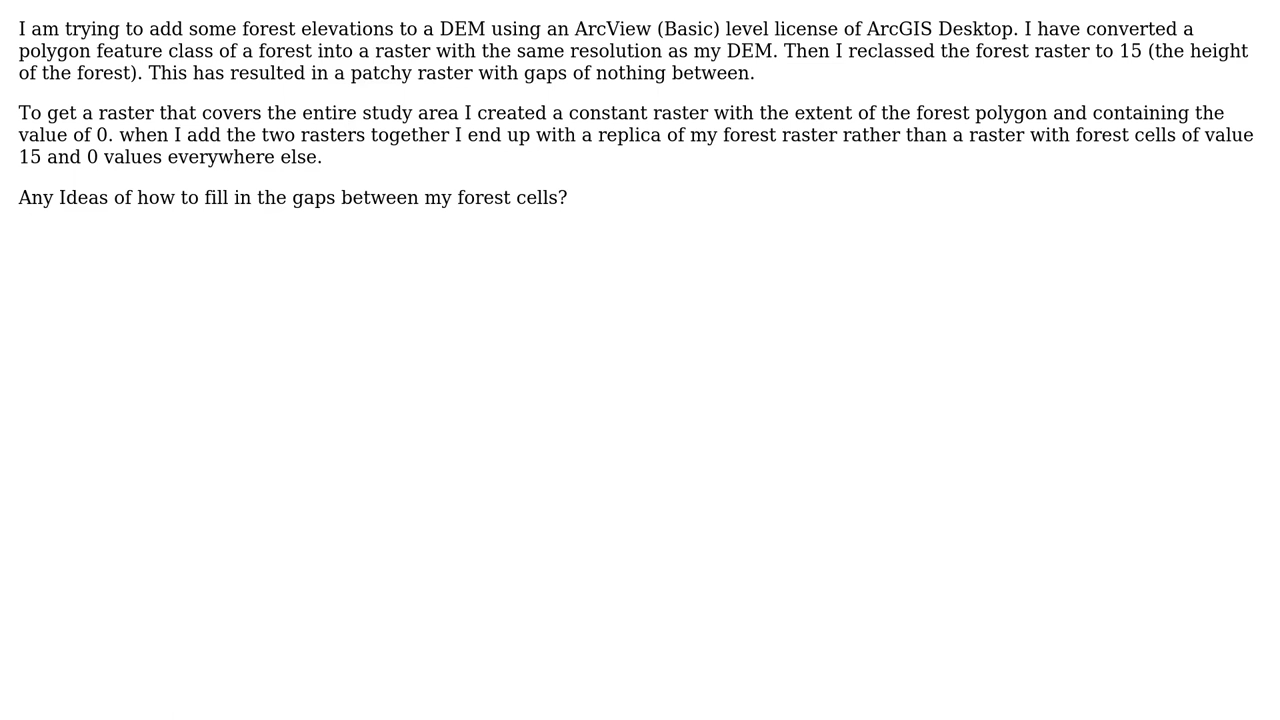 I am trying to add some forest elevations to a DEM using an ArcView (Basic) level license of ArcGIS Desktop. I have converted a
polygon feature class of a forest into a raster with the same resolution as my DEM. Then I reclassed the forest raster to 15 (the height
of the forest). This has resulted in a patchy raster with gaps of nothing between.
To get a raster that covers the entire study area I created a constant raster with the extent of the forest polygon and containing the
value of 0. when I add the two rasters together I end up with a replica of my forest raster rather than a raster with forest cells of value
15 and 0 values everywhere else.
Any Ideas of how to fill in the gaps between my forest cells?